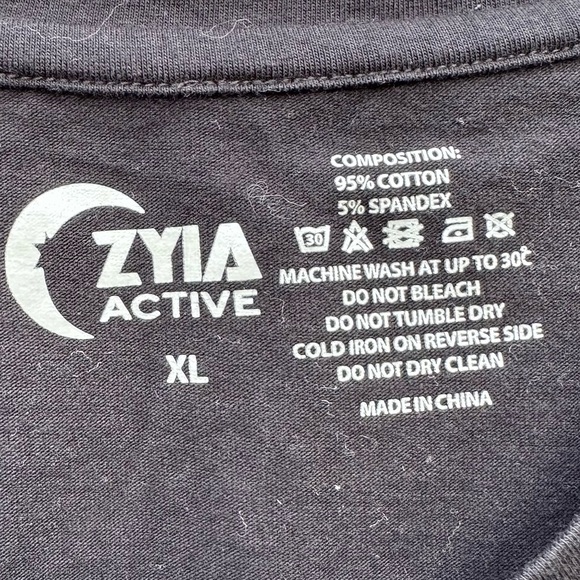 ZYIA
ACTIVE
XL
COMPOSITION:
95% COTTON
5% SPANDEX
30
MACHINE WASH AT UP TO 30℃
DO NOT BLEACH
DO NOT TUMBLE DRY
COLD IRON ON REVERSE SIDE
DO NOT DRY CLEAN
MADE IN CHINA